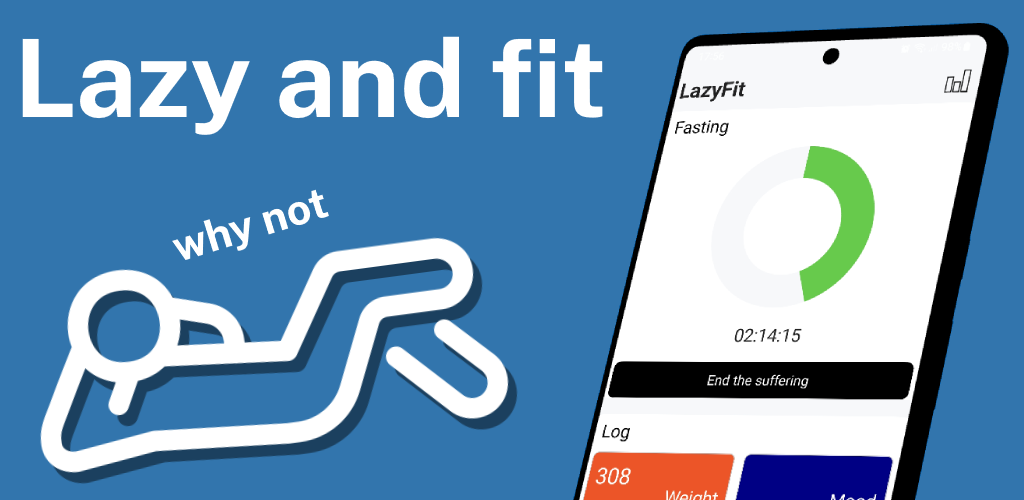 Lazy and fit
why not
LazyFit
Fasting
02:14:15
End the suffering
Log
308
Weight
Mood